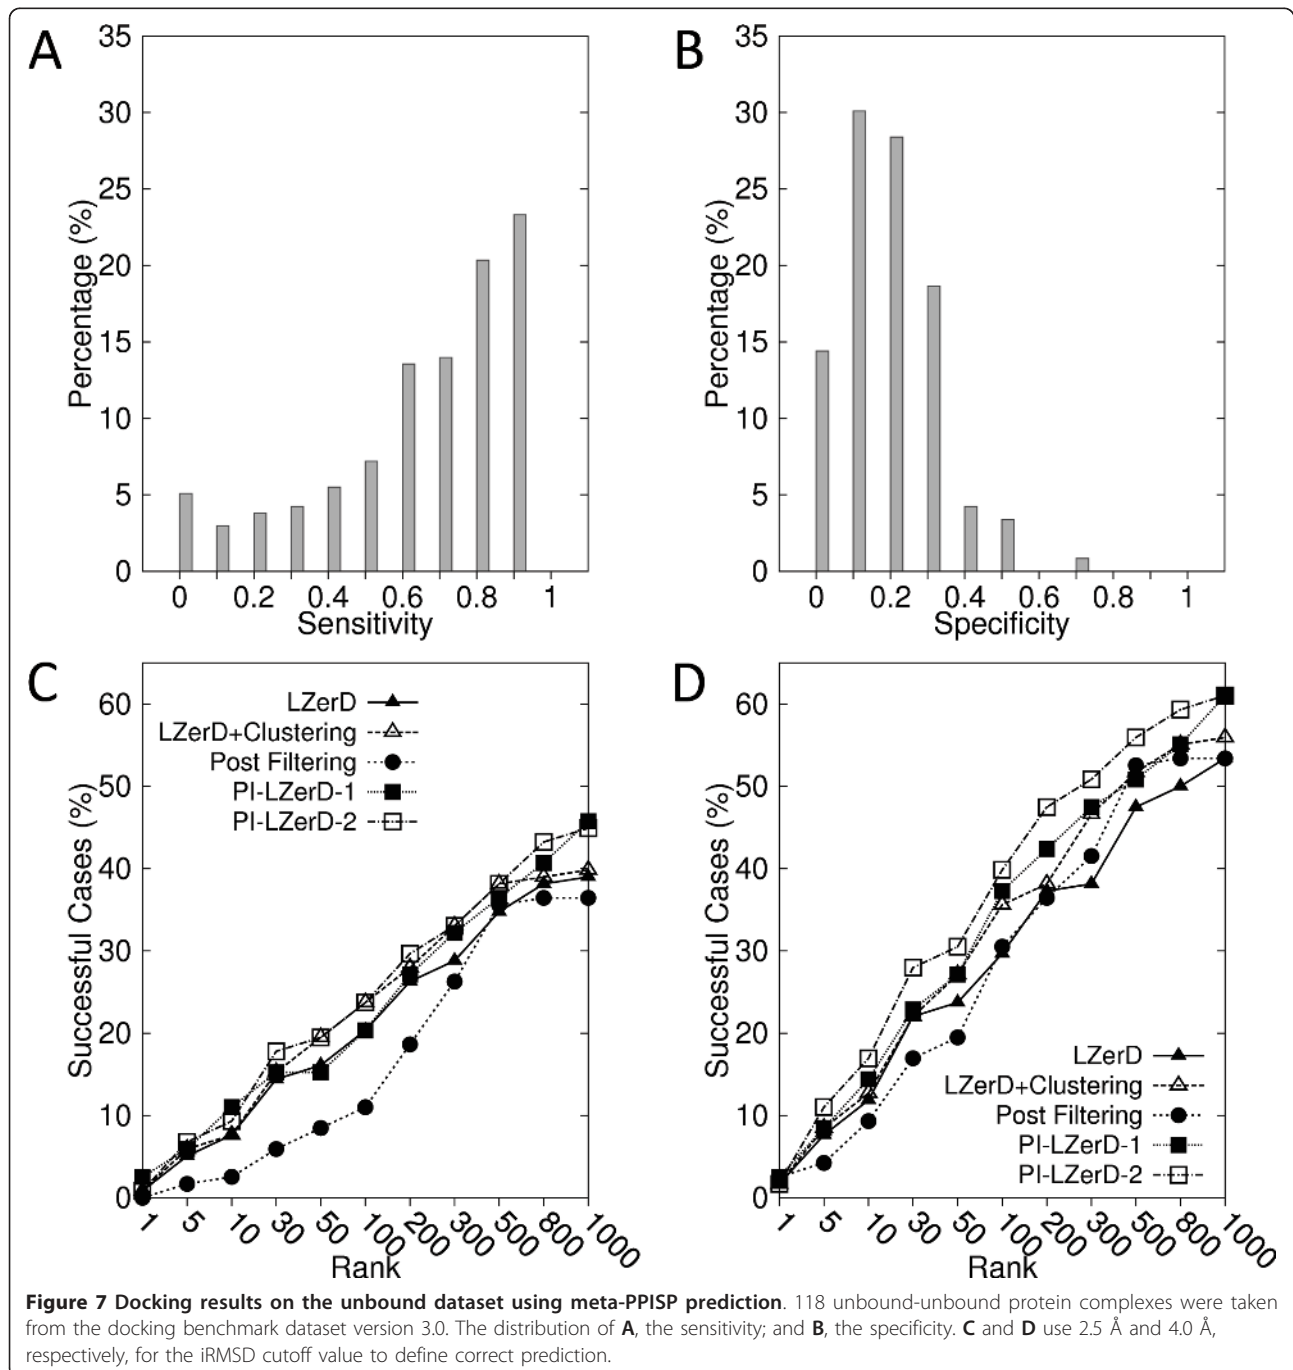 A
35
30
25
20
15
10
5
0
Percentage (%)
0 0.2 0.4 0.6 0.8 1
Sensitivity
B
35
30
25
20
15
10
5
0
Percentage (%)
0 0.2 0.4 0.6 0.8 1
Specificity
C
60
50
40
30
20
10
0
Successful Cases (%)
LZerD
LZerD+Clustering
Post Filtering
PI-LZerD-1
PI-LZerD-2
1 5 10 30 50 100 200 300 500 800 1000
Rank
D
60
50
40
30
20
10
0
Successful Cases (%)
LZerD
LZerD+Clustering
Post Filtering
PI-LZerD-1
PI-LZerD-2
1 5 10 30 50 100 200 300 500 800 1000
Rank
Figure 7 Docking results on the unbound dataset using meta-PPISP prediction. 118 unbound-unbound protein complexes were taken
from the docking benchmark dataset version 3.0. The distribution of A, the sensitivity; and B, the specificity. C and D use 2.5 Å and 4.0 Å,
respectively, for the iRMSD cutoff value to define correct prediction.